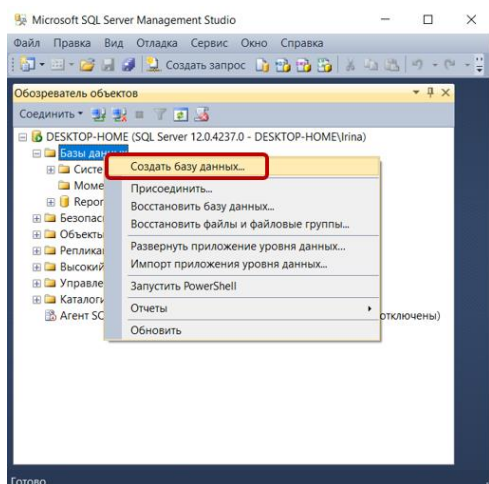 Microsoft SQL Server Management Studio
Файл Правка Вид Отладка Сервис Окно Справка
Создать запрос
Обозреватель объектов
Соединить
DESKTOP-HOME (SQL Server 12.0.4237.0 - DESKTOP-HOME\Irina)
Базы данных
Создать базу данных...
Присоединить...
Восстановить базу данных...
Восстановить файлы и файловые группы...
Развернуть приложение уровня данных...
Импорт приложения уровня данных...
Запустить PowerShell
Отчеты
Обновить
Систе
Моме
Repor
Безопас
Объекты
Реплика
Высокий
Управле
Каталоги
Агент SC отключены)
Готово